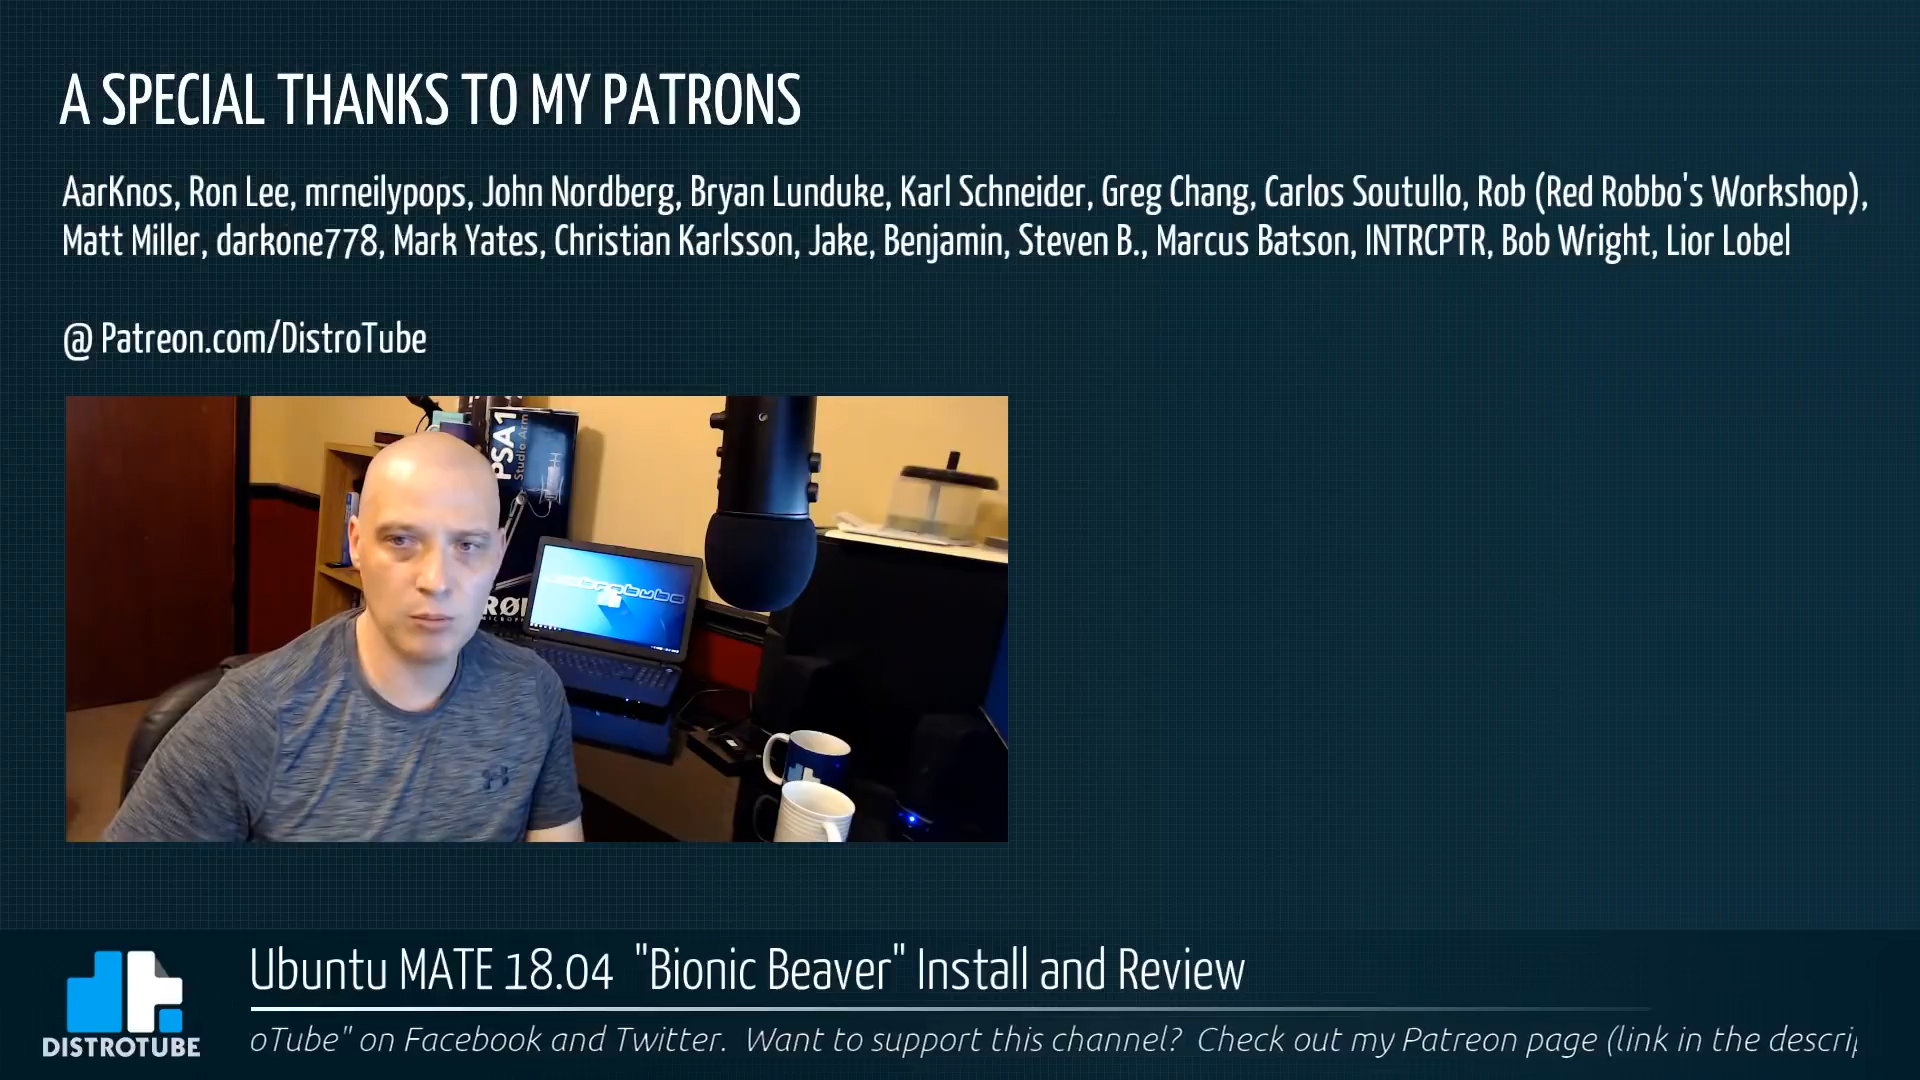 A SPECIAL THANKS TO MY PATRONS
AarKnos, Ron Lee, mrneilypops, John Nordberg, Bryan Lunduke, Karl Schneider, Greg Chang, Carlos Soutullo, Rob (Red Robbo's Workshop),
Matt Miller, darkone778, Mark Yates, Christian Karlsson, Jake, Benjamin, Steven B., Marcus Batson, INTRCPTR, Bob Wright, Lior Lobel
@ Patreon.com/DistroTube
PSA1
Studio Arm
Ubuntu MATE 18.04 "Bionic Beaver" Install and Review
oTube" on Facebook and Twitter. Want to support this channel? Check out my Patreon page (link in the descrip
DISTROTUBE